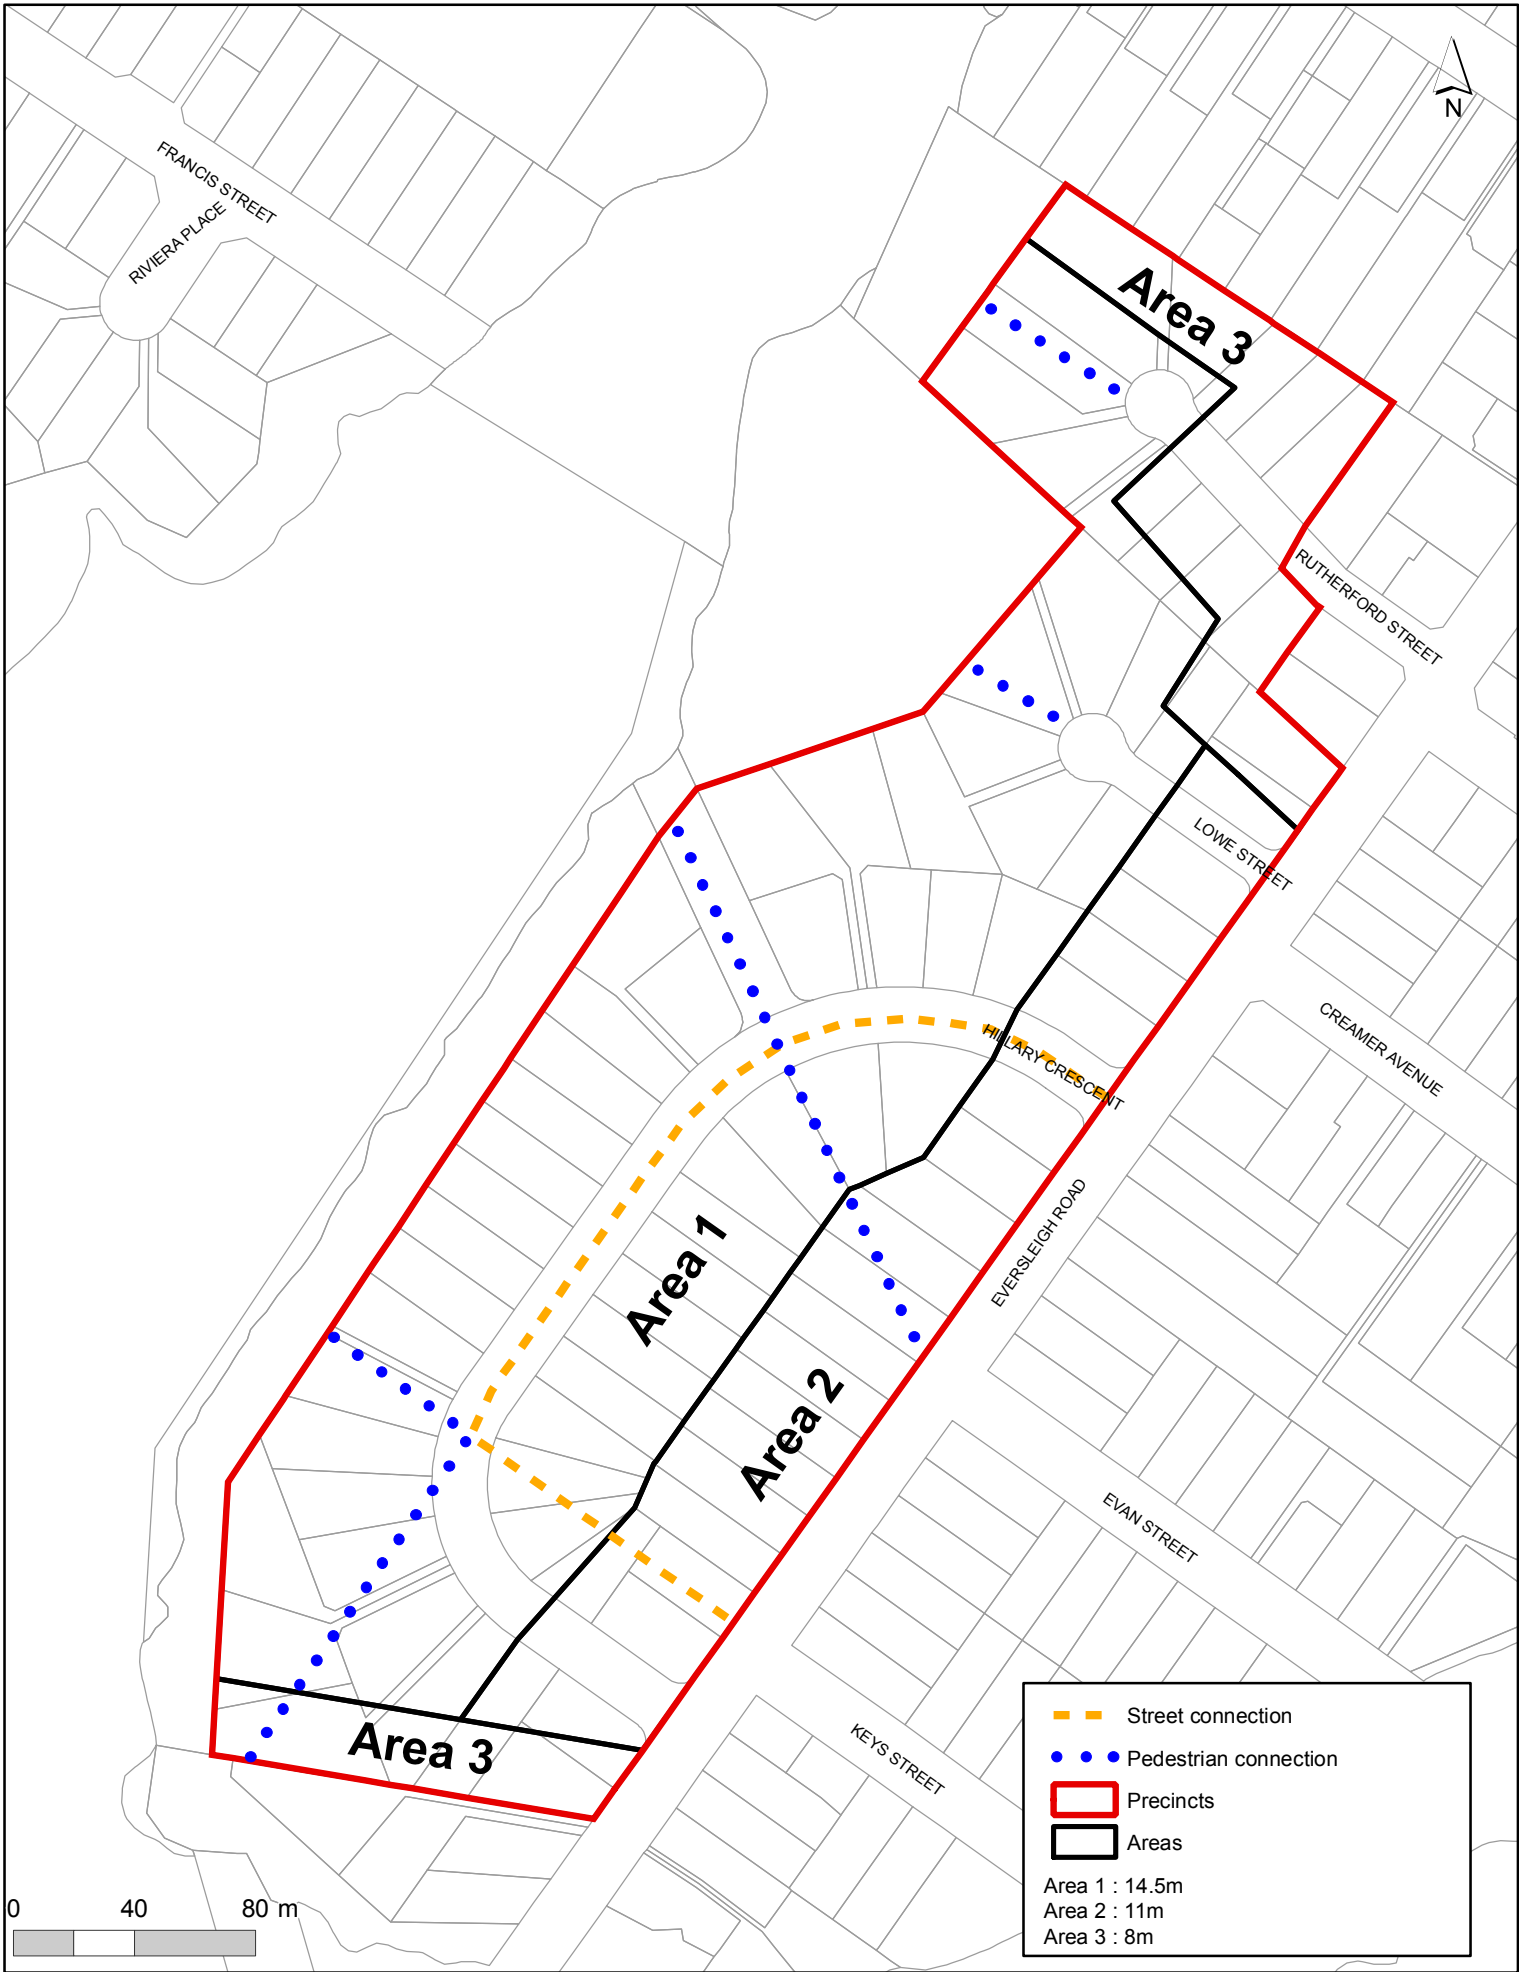 N
FRANCIS STREET
RIVIERA PLACE
Area 3
RUTHERFORD STREET
LOWE STREET
HILLARY CRESCENT
CREAMER AVENUE
EVERSLEIGH ROAD
Area 1
Area 2
EVAN STREET
KEYS STREET
Area 3
Street connection
Pedestrian connection
Precincts
Areas
Area 1 : 14.5m
Area 2 : 11m
Area 3 : 8m
0 40 80 m